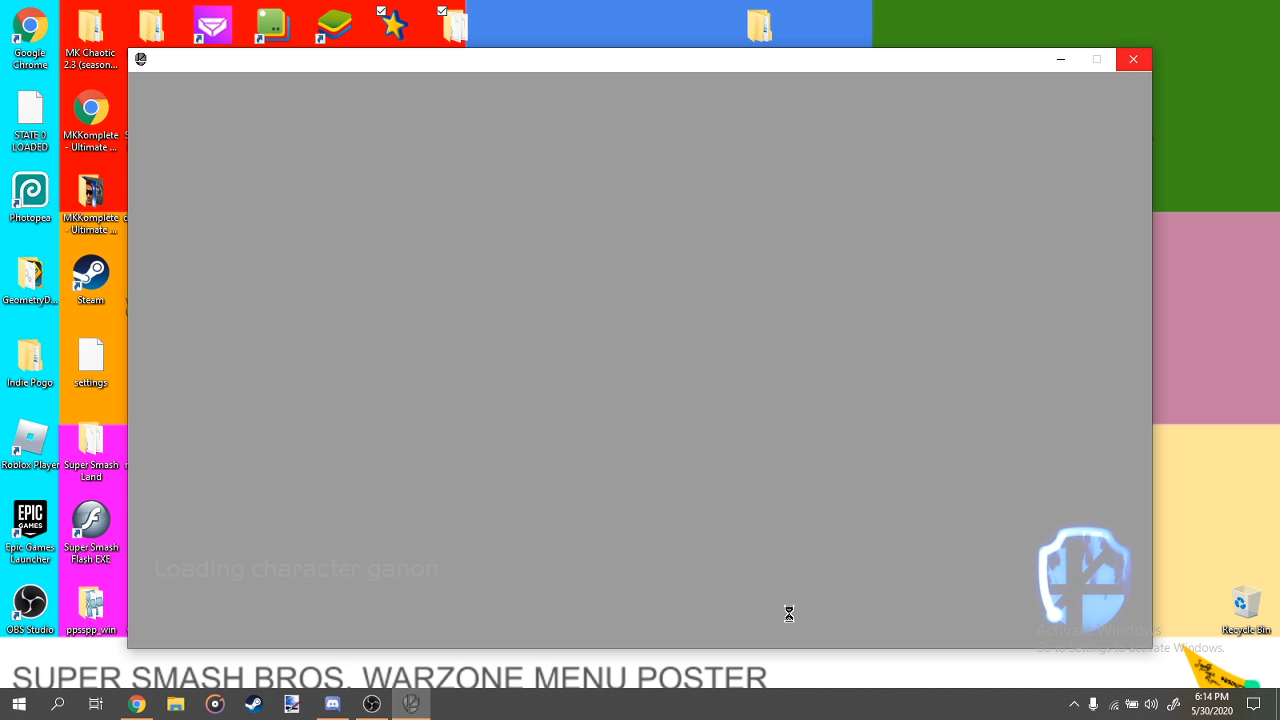 Google
Chrome
MK Chaotic
2.3 (season...
STATE 0
LOADED
MKKomplete
- Ultimate ...
Photopea
MKKomplete
- Ultimate ...
GeometryD...
Steam
Indie Pogo
settings
Roblox Player
Super Smash
Land
EPIC
GAMES
Epic Games
Launcher
Super Smash
Flash EXE
OBS Studio
ppsspp_win
Loading character ganon
Activate Windows
Go to Settings to activate Windows.
Recycle Bin
SUPER SMASH BROS. WARZONE MENU POSTER
6:14 PM
5/30/2020